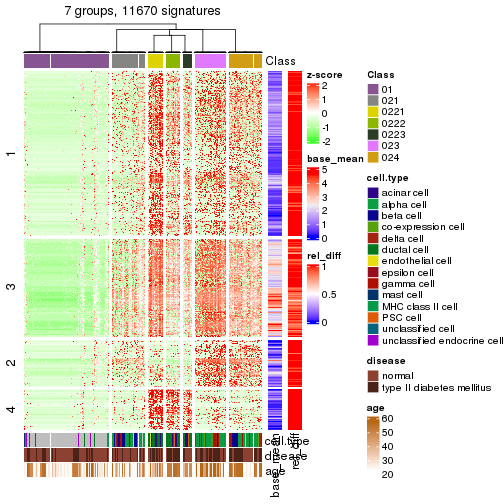 7 groups, 11670 signatures
Class
1
3
2
4
cell.type
disease
age
base_mean
rel_diff
z-score
2
1
0
-1
-2
base_mean
5
4
3
2
1
0
rel_diff
1
0.5
0
Class
01
021
0221
0222
0223
023
024
cell.type
acinar cell
alpha cell
beta cell
co-expression cell
delta cell
ductal cell
endothelial cell
epsilon cell
gamma cell
mast cell
MHC class II cell
PSC cell
unclassified cell
unclassified endocrine cell
disease
normal
type II diabetes mellitus
age
60
50
40
30
20